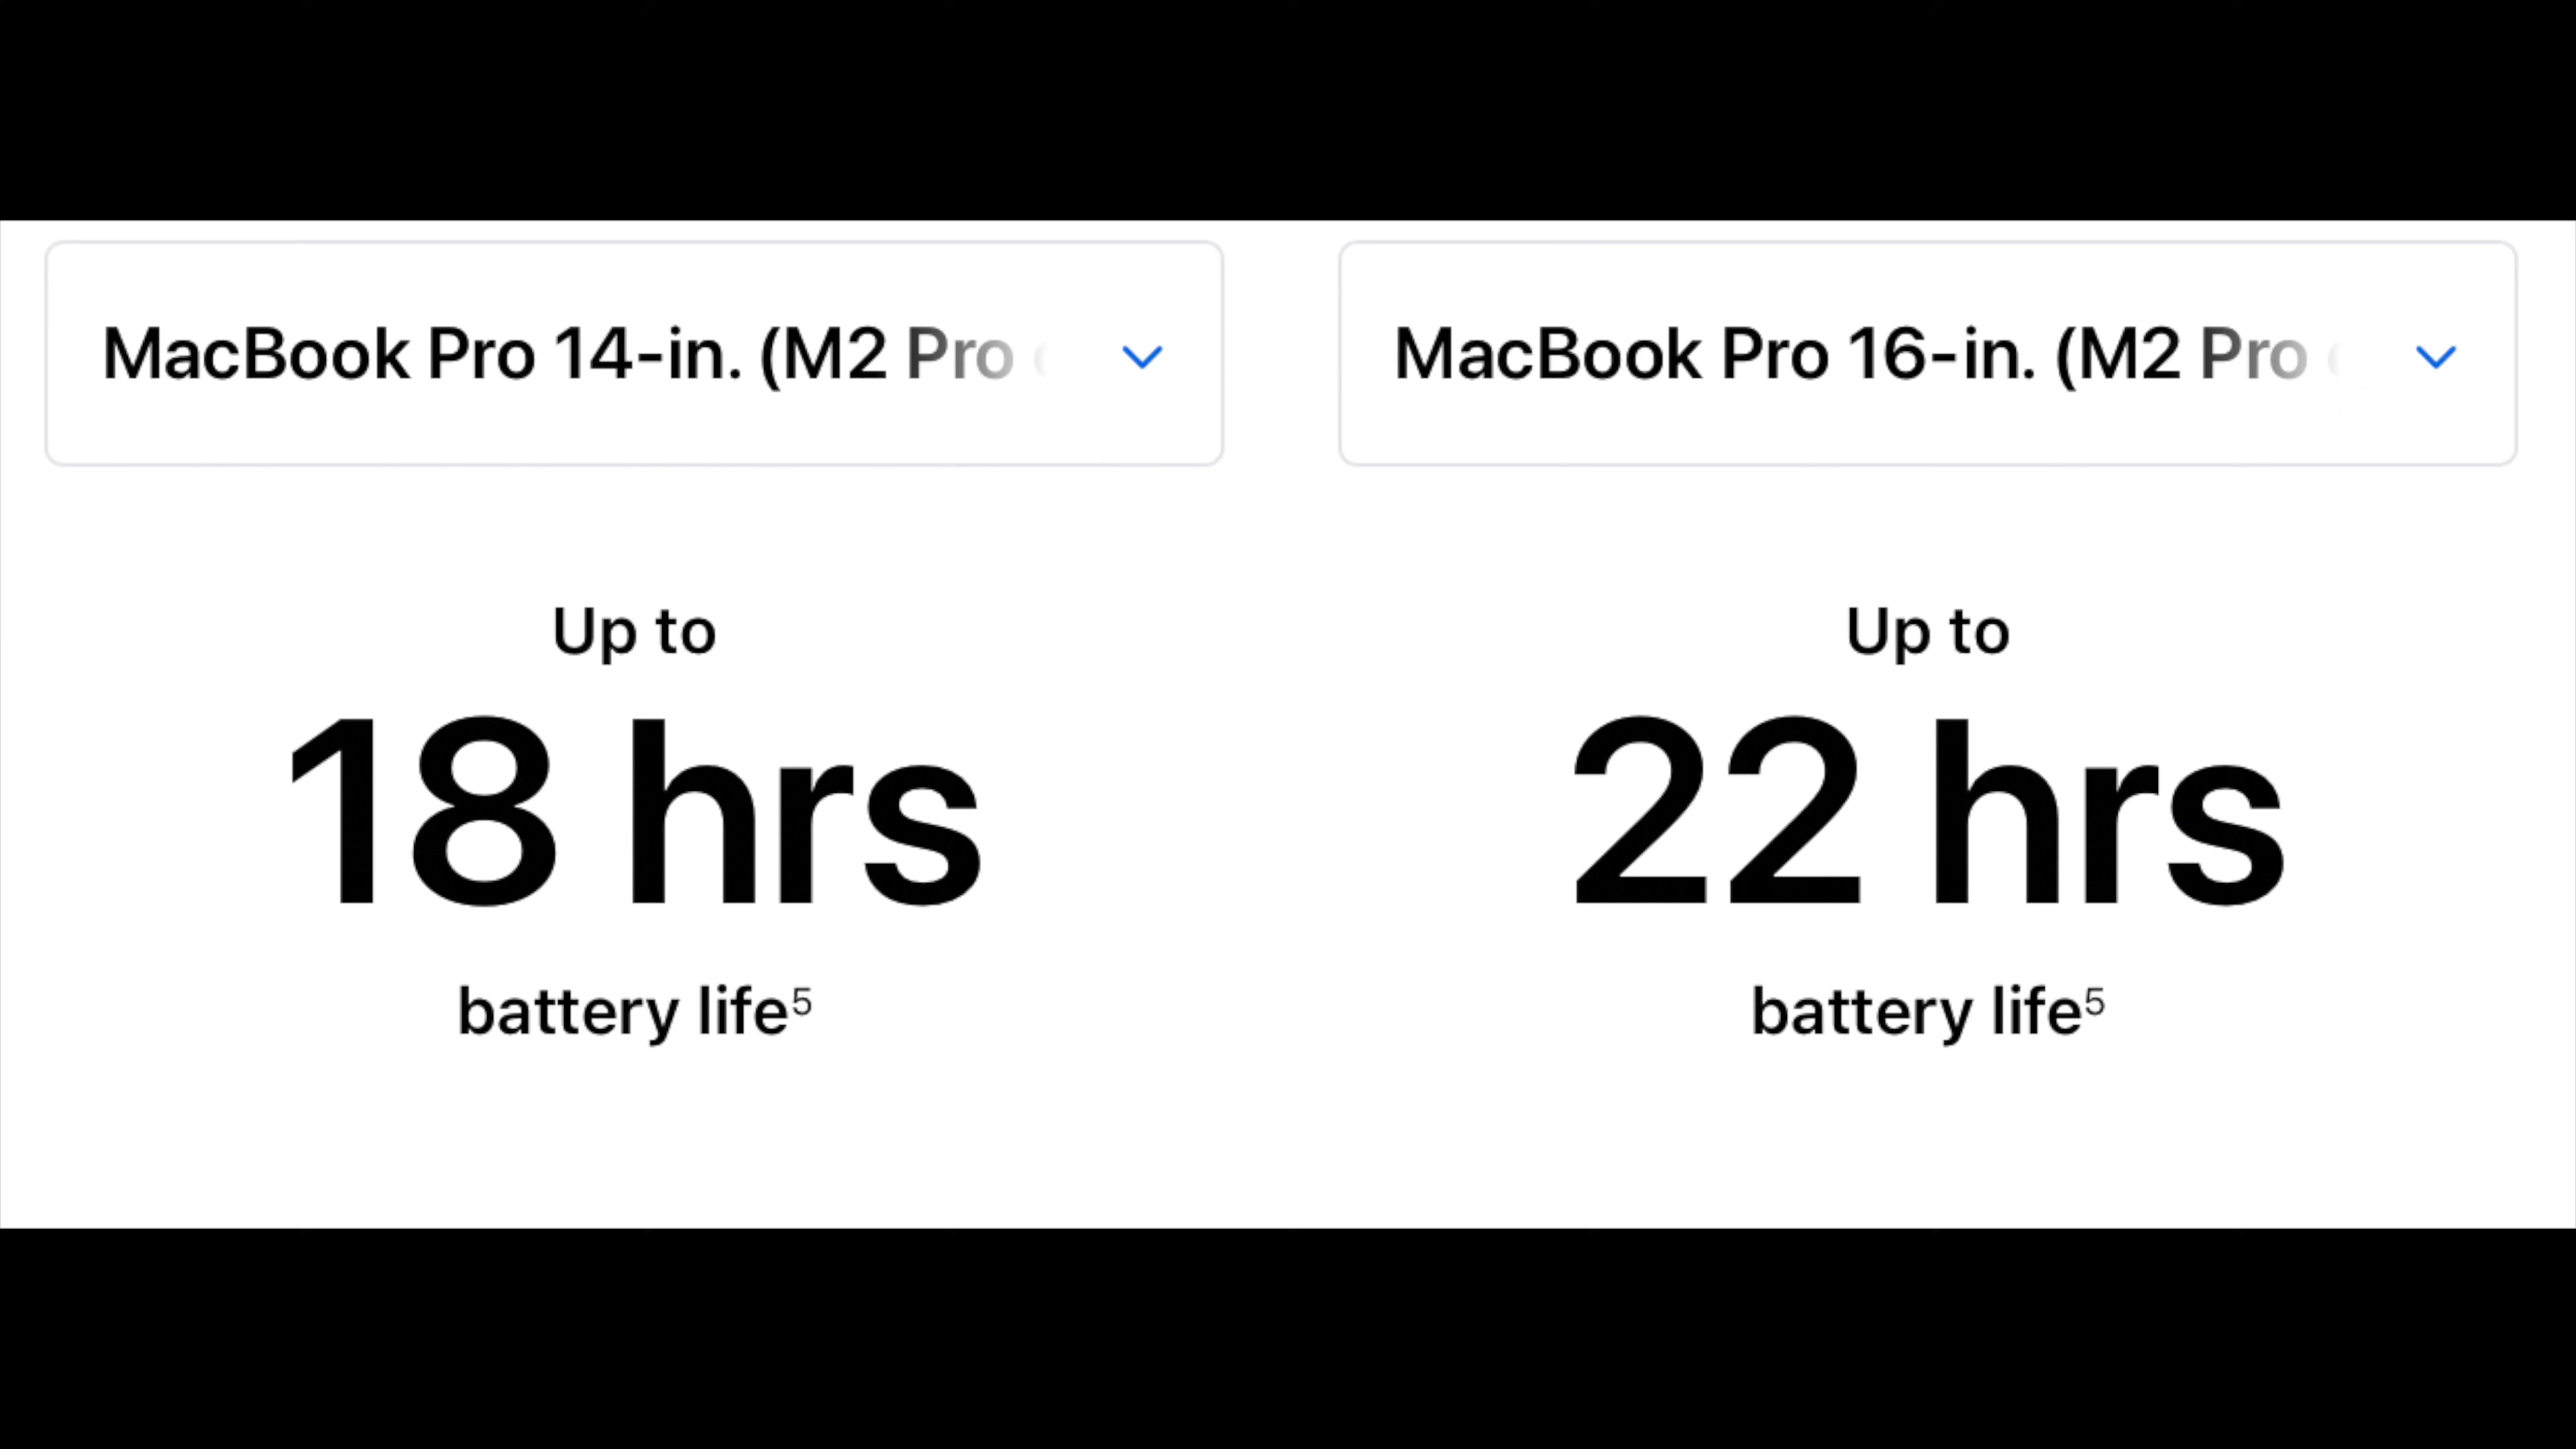 MacBook Pro 14-in. (M2 Pro
MacBook Pro 16-in. (M2 Pro
Up to
18 hrs
battery life5
Up to
22 hrs
battery life5